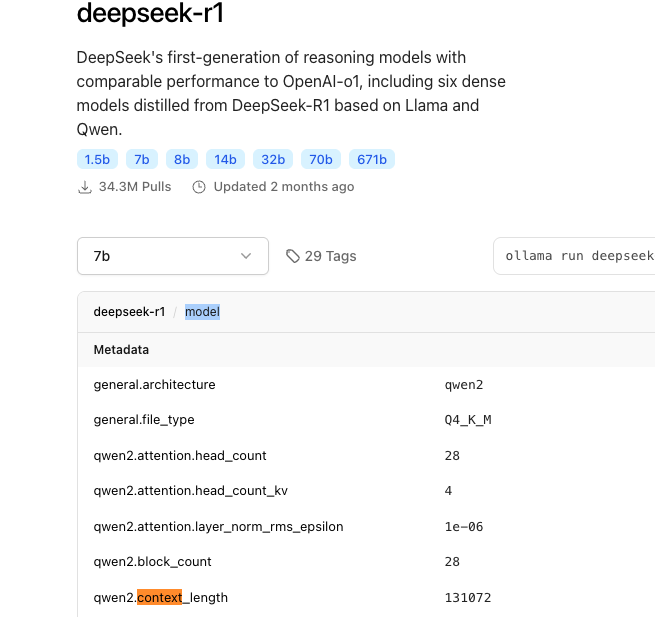 deepseek-r1
DeepSeek's first-generation of reasoning models with
comparable performance to OpenAI-o1, including six dense
models distilled from DeepSeek-R1 based on Llama and
Qwen.
1.5b 7b 8b 14b 32b 70b 671b
34.3M Pulls Updated 2 months ago
7b 29 Tags ollama run deepseek
deepseek-r1 / model
Metadata
general.architecture qwen2
general.file_type Q4_K_M
qwen2.attention.head_count 28
qwen2.attention.head_count_kv 4
qwen2.attention.layer_norm_rms_epsilon 1e-06
qwen2.block_count 28
qwen2.context_length 131072